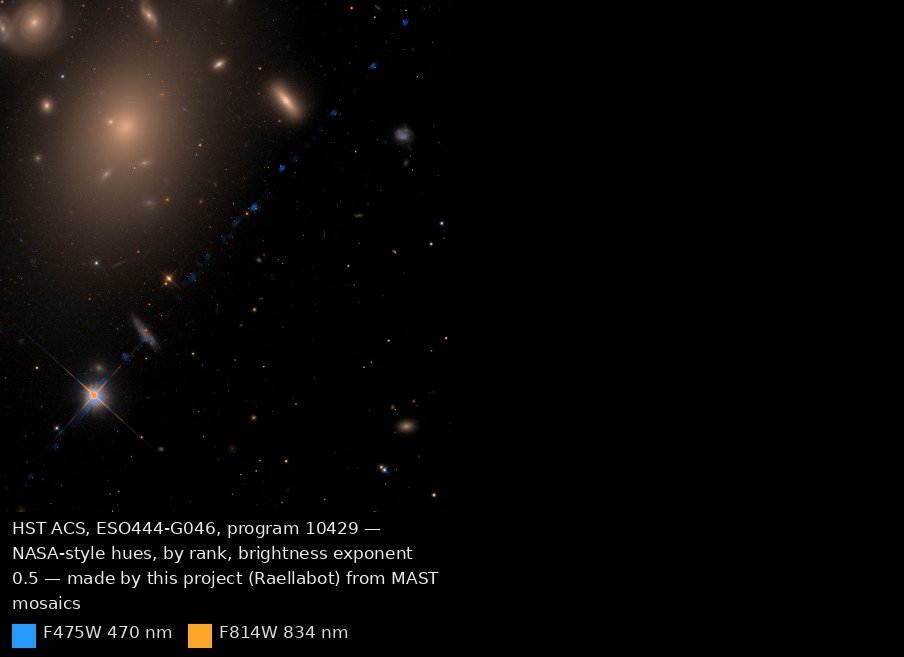 HST ACS, ESO444-G046, program 10429 —
NASA-style hues, by rank, brightness exponent
0.5 — made by this project (Raellabot) from MAST
mosaics
F475W 470 nm F814W 834 nm